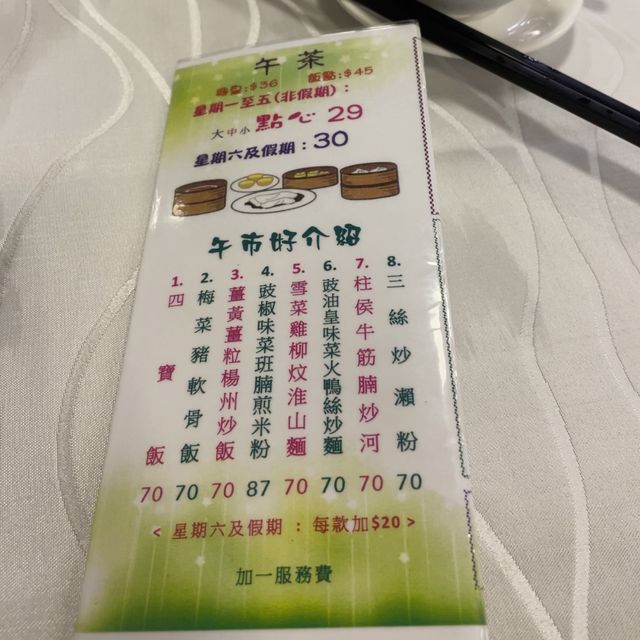 午茶
特點:$36 飯點:$45
星期一至五(非假期):
大中小 點心 29
星期六及假期:30
午市好介紹
1. 四寶飯 70
2. 梅菜豬軟骨飯 70
3. 薑黃薑粒楊州炒飯 70
4. 豉椒味菜班腩煎米粉 87
5. 雪菜雞柳炆淮山麵 70
6. 豉油皇味菜火鴨絲炒麵 70
7. 柱侯牛筋腩炒河 70
8. 三絲炒瀨粉 70
< 星期六及假期 : 每款加$20 >
加一服務費